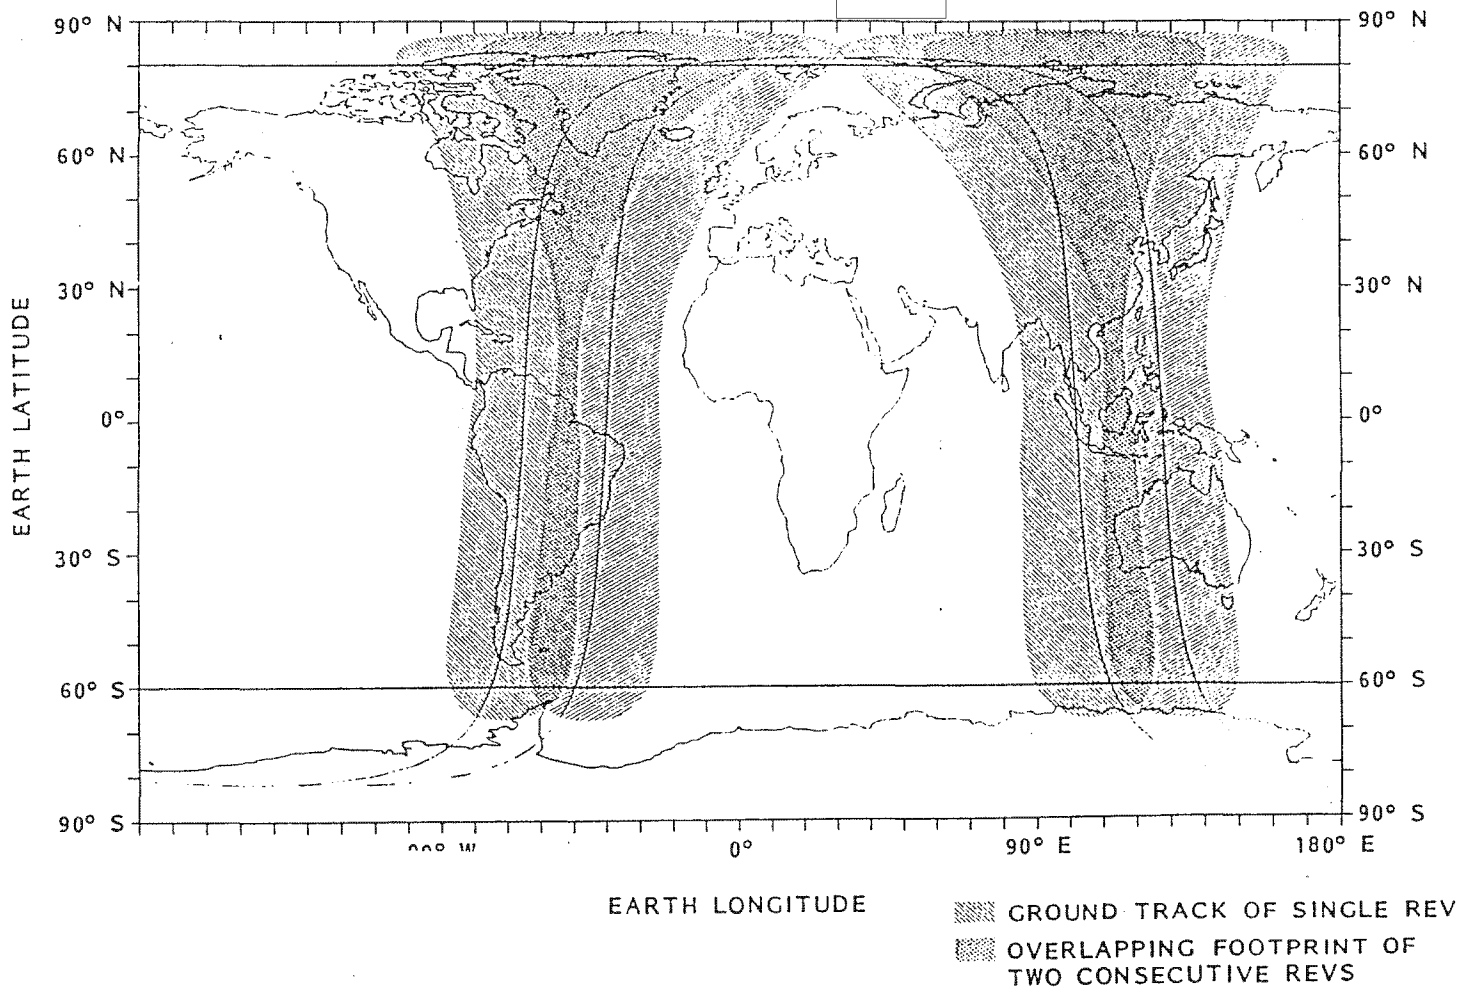 90° N
90° N
60° N
60° N
30° N
30° N
0°
0°
30° S
30° S
60° S
60° S
90° S
90° S
EARTH LATITUDE
0°
90° E
180° E
EARTH LONGITUDE
GROUND TRACK OF SINGLE REV
OVERLAPPING FOOTPRINT OF
TWO CONSECUTIVE REVS